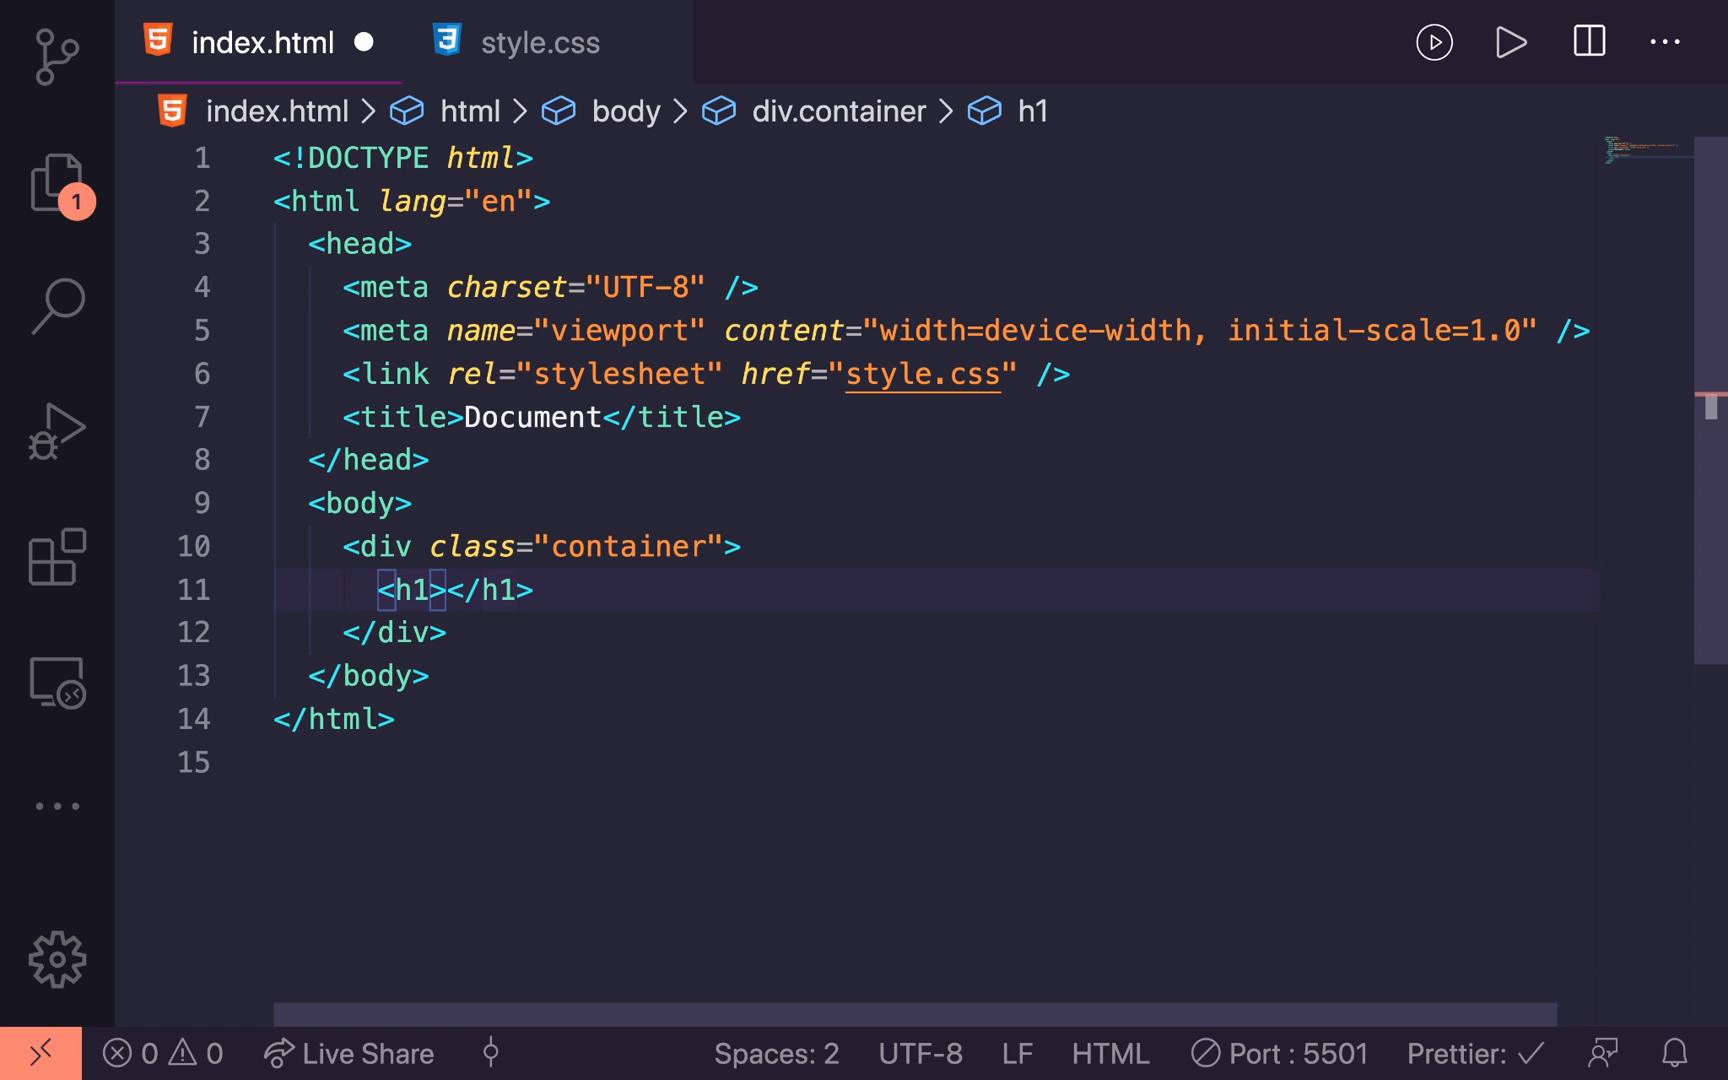 index.html style.css
index.html > html > body > div.container > h1
1 <!DOCTYPE html>
2 <html lang="en">
3 <head>
4 <meta charset="UTF-8" />
5 <meta name="viewport" content="width=device-width, initial-scale=1.0" />
6 <link rel="stylesheet" href="style.css" />
7 <title>Document</title>
8 </head>
9 <body>
10 <div class="container">
11 <h1></h1>
12 </div>
13 </body>
14 </html>
15
1
0 0 Live Share Spaces: 2 UTF-8 LF HTML Port : 5501 Prettier: ✓